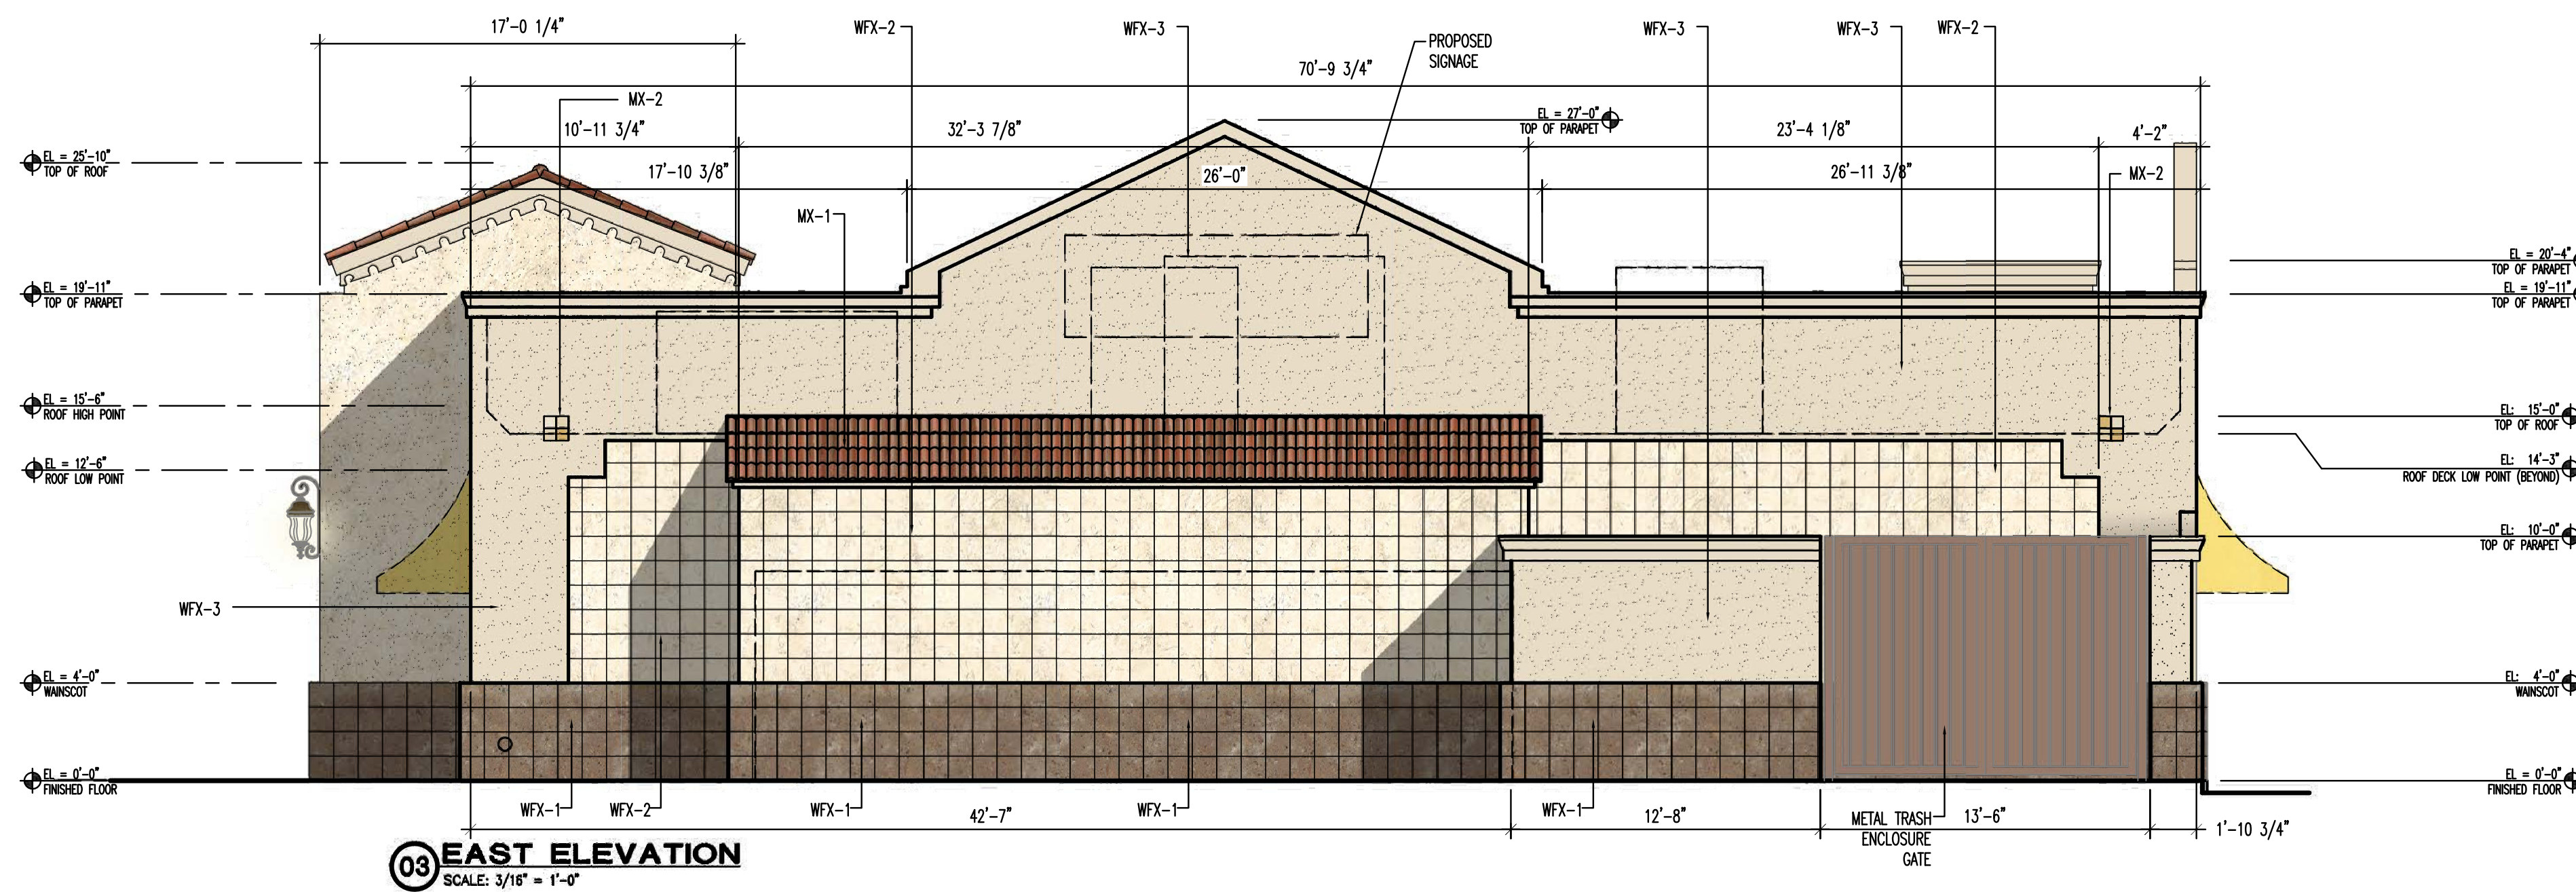 17'-0 1/4"
WFX-2
WFX-3
PROPOSED
SIGNAGE
WFX-3
WFX-3
WFX-2
70'-9 3/4"
MX-2
10'-11 3/4"
32'-3 7/8"
EL = 27'-0"
TOP OF PARAPET
23'-4 1/8"
4'-2"
EL = 25'-10"
TOP OF ROOF
17'-10 3/8"
26'-0"
26'-11 3/8"
MX-2
MX-1
EL = 20'-4"
TOP OF PARAPET
EL = 19'-11"
TOP OF PARAPET
EL = 19'-11"
TOP OF PARAPET
EL = 15'-6"
ROOF HIGH POINT
EL: 15'-0"
TOP OF ROOF
EL = 12'-6"
ROOF LOW POINT
EL: 14'-3"
ROOF DECK LOW POINT (BEYOND)
EL: 10'-0"
TOP OF PARAPET
WFX-3
EL = 4'-0"
WAINSCOT
EL: 4'-0"
WAINSCOT
EL = 0'-0"
FINISHED FLOOR
EL = 0'-0"
FINISHED FLOOR
WFX-1
WFX-2
WFX-1
WFX-1
WFX-1
42'-7"
12'-8"
METAL TRASH
ENCLOSURE
GATE
13'-6"
1'-10 3/4"
03 EAST ELEVATION
SCALE: 3/16" = 1'-0"